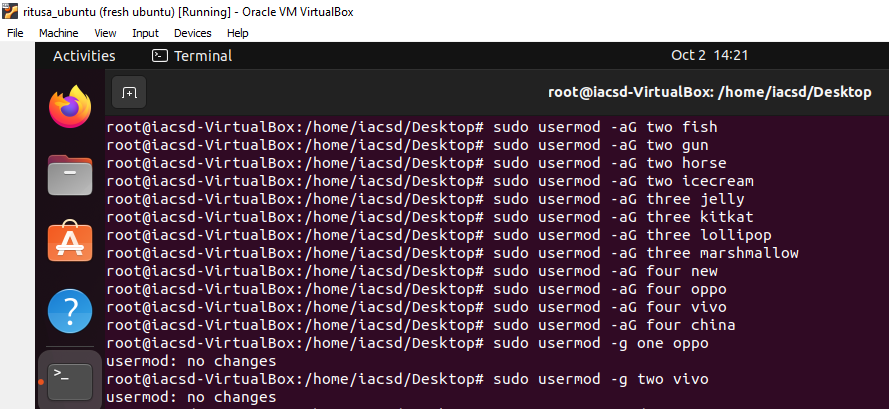 ritusa_ubuntu (fresh ubuntu) [Running] - Oracle VM VirtualBox
File Machine View Input Devices Help
Activities Terminal Oct 2 14:21
root@iacsd-VirtualBox: /home/iacsd/Desktop
root@iacsd-VirtualBox:/home/iacsd/Desktop# sudo usermod -aG two fish
root@iacsd-VirtualBox:/home/iacsd/Desktop# sudo usermod -aG two gun
root@iacsd-VirtualBox:/home/iacsd/Desktop# sudo usermod -aG two horse
root@iacsd-VirtualBox:/home/iacsd/Desktop# sudo usermod -aG two icecream
root@iacsd-VirtualBox:/home/iacsd/Desktop# sudo usermod -aG three jelly
root@iacsd-VirtualBox:/home/iacsd/Desktop# sudo usermod -aG three kitkat
root@iacsd-VirtualBox:/home/iacsd/Desktop# sudo usermod -aG three lollipop
root@iacsd-VirtualBox:/home/iacsd/Desktop# sudo usermod -aG three marshmallow
root@iacsd-VirtualBox:/home/iacsd/Desktop# sudo usermod -aG four new
root@iacsd-VirtualBox:/home/iacsd/Desktop# sudo usermod -aG four oppo
root@iacsd-VirtualBox:/home/iacsd/Desktop# sudo usermod -aG four vivo
root@iacsd-VirtualBox:/home/iacsd/Desktop# sudo usermod -aG four china
root@iacsd-VirtualBox:/home/iacsd/Desktop# sudo usermod -g one oppo
usermod: no changes
root@iacsd-VirtualBox:/home/iacsd/Desktop# sudo usermod -g two vivo
usermod: no changes